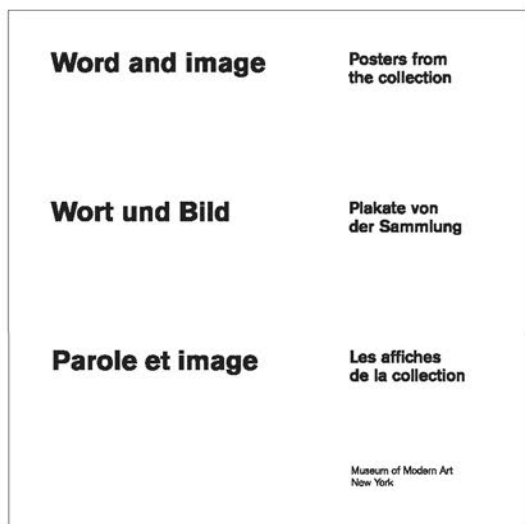 Word and image
Posters from
the collection
Wort und Bild
Plakate von
der Sammlung
Parole et image
Les affiches
de la collection
Museum of Modern Art
New York